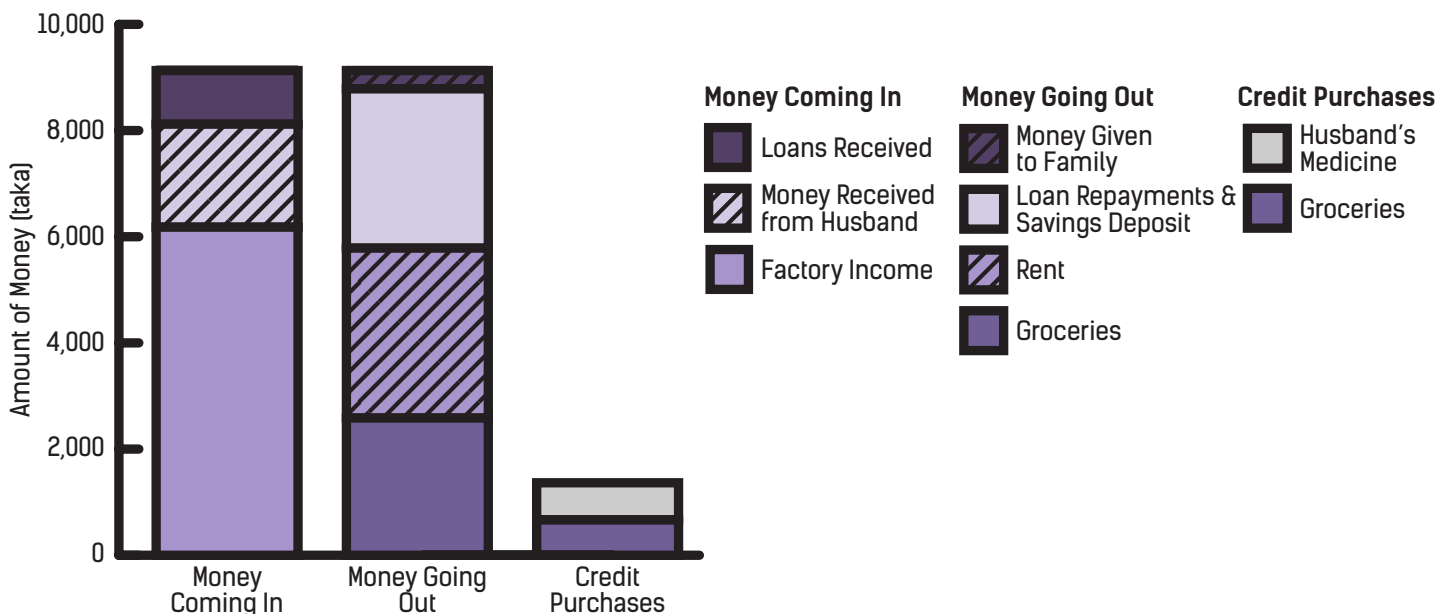 10,000
8,000
6,000
4,000
2,000
0
Amount of Money (taka)
Money
Coming In
Money Going
Out
Credit
Purchases
Money Coming In
Loans Received
Money Received
from Husband
Factory Income
Money Going Out
Money Given
to Family
Loan Repayments &
Savings Deposit
Rent
Groceries
Credit Purchases
Husband's
Medicine
Groceries